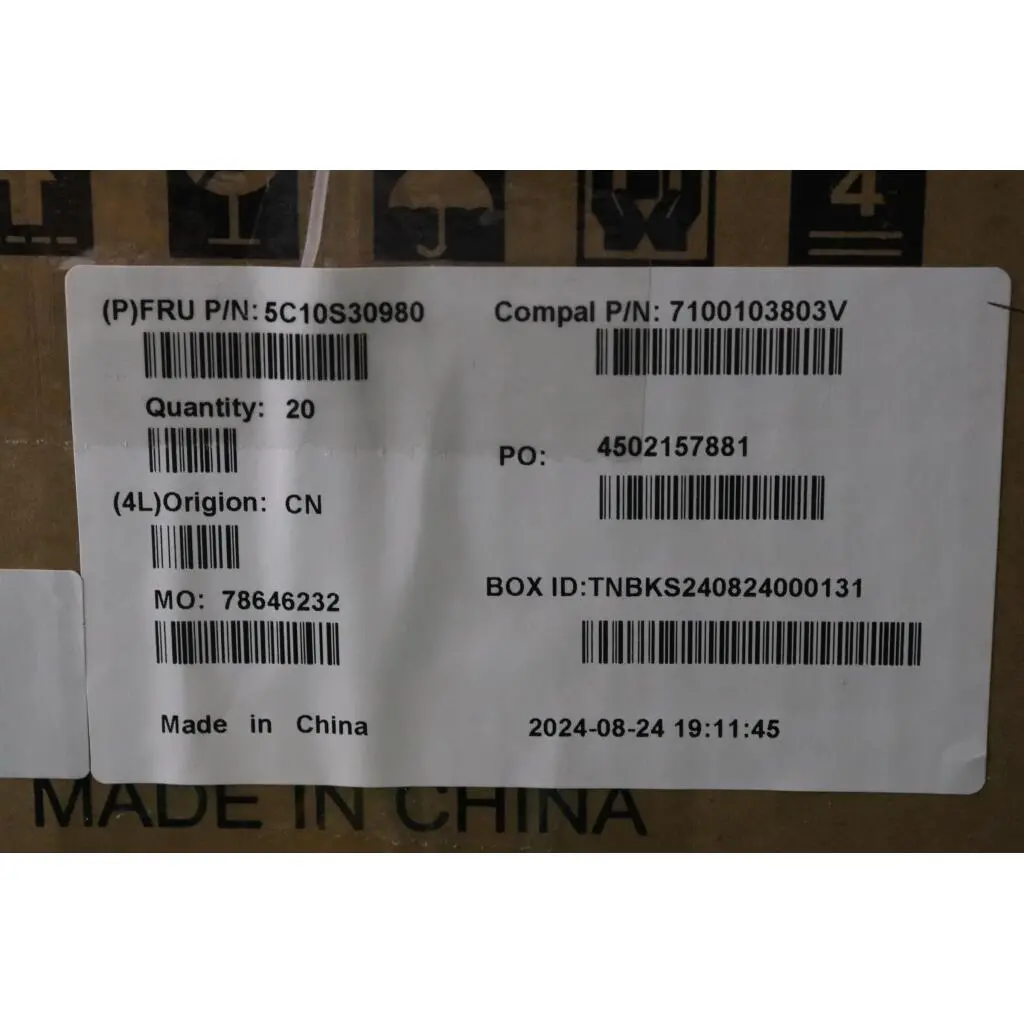 4
(P)FRU P/N: 5C10S30980
Compal P/N: 7100103803V
Quantity: 20
PO: 4502157881
(4L)Origion: CN
MO: 78646232
BOX ID:TNBKS240824000131
Made in China
2024-08-24 19:11:45
MADE IN CHINA